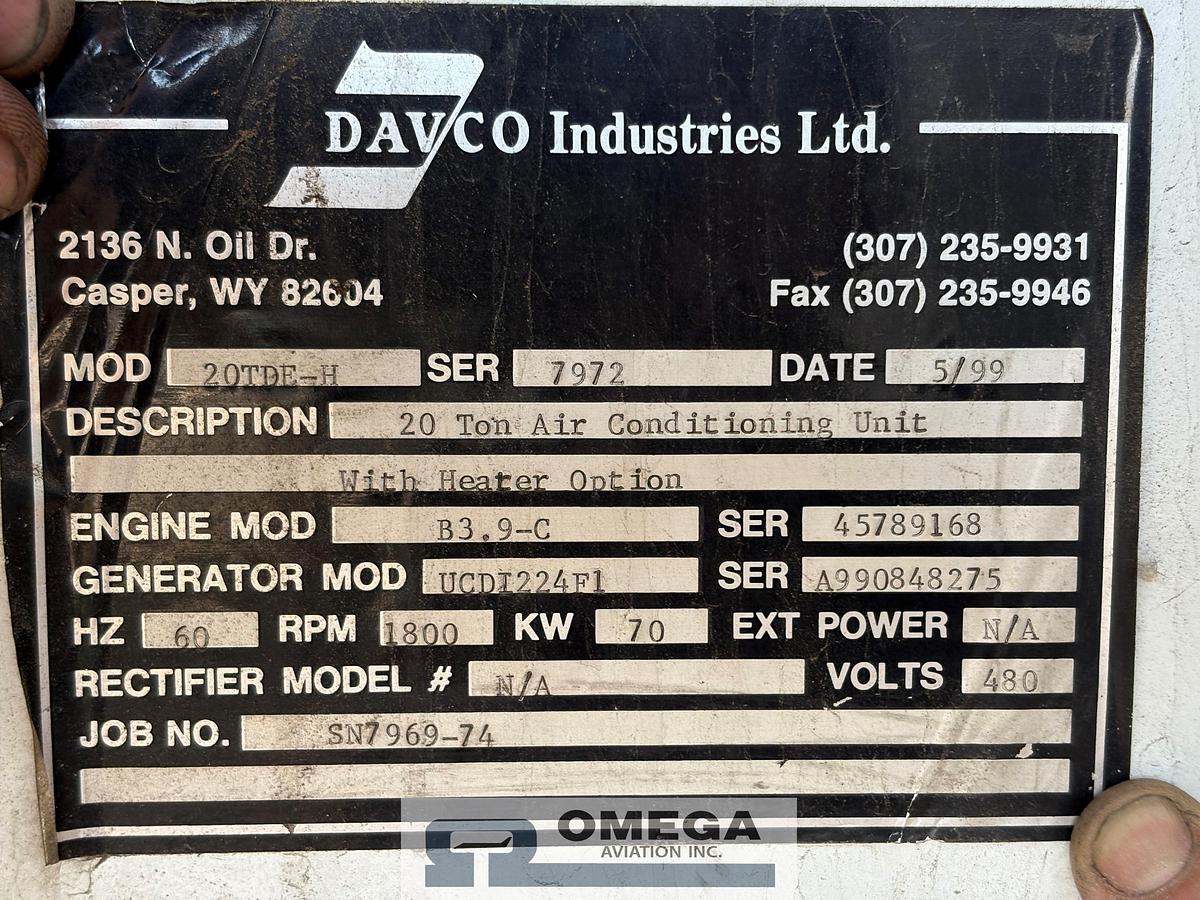 DAVCO Industries Ltd.
2136 N. Oil Dr. (307) 235-9931
Casper, WY 82604 Fax (307) 235-9946
MOD 20TDE-H SER 7972 DATE 5/99
DESCRIPTION 20 Ton Air Conditioning Unit
With Heater Option
ENGINE MOD B3.9-C SER 45789168
GENERATOR MOD UCDI224F1 SER A990848275
HZ 60 RPM 1800 KW 70 EXT POWER N/A
RECTIFIER MODEL # N/A VOLTS 480
JOB NO. SN7969-74
OMEGA
AVIATION INC.